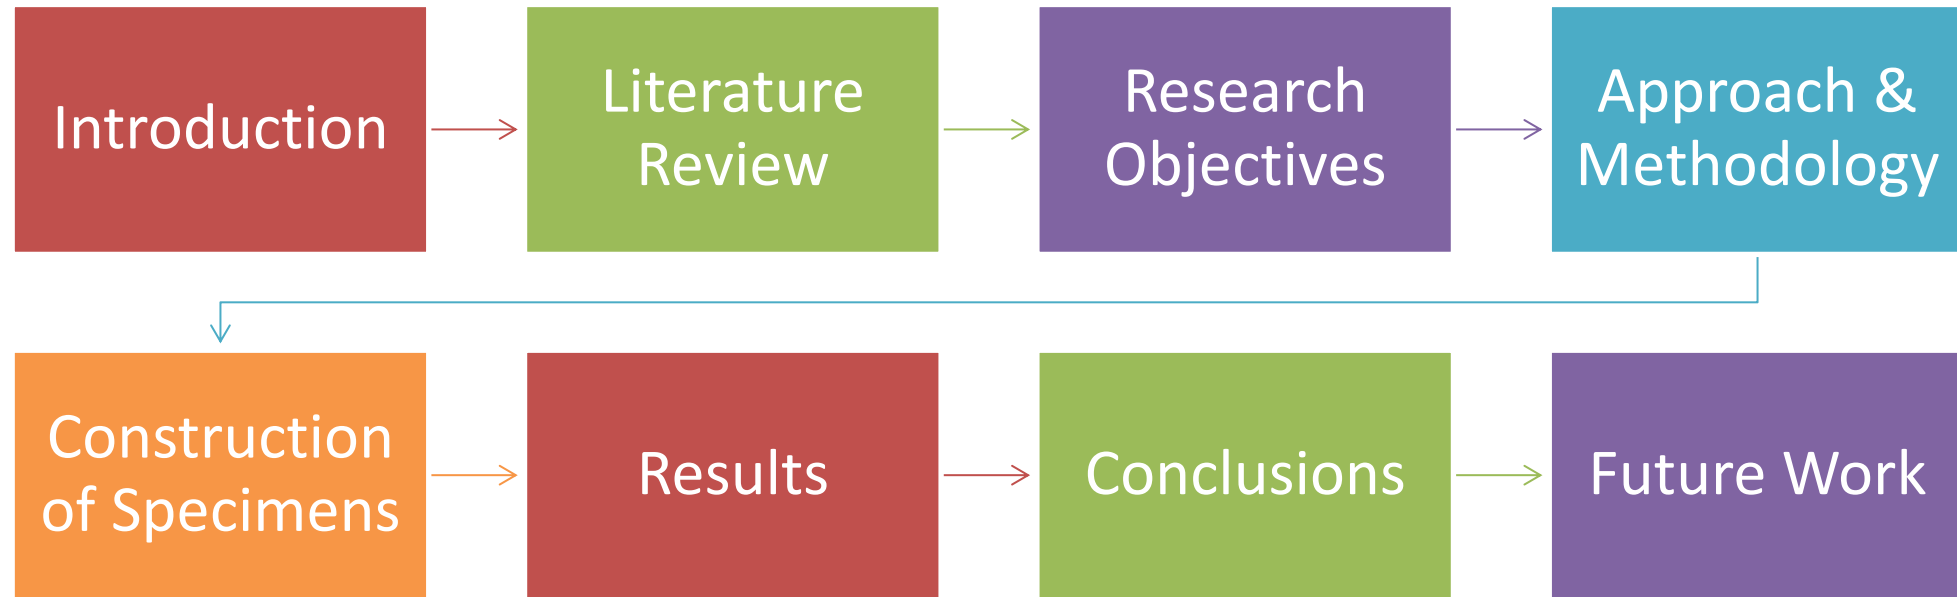 Introduction
Literature
Review
Research
Objectives
Approach &
Methodology
Construction
of Specimens
Results
Conclusions
Future Work